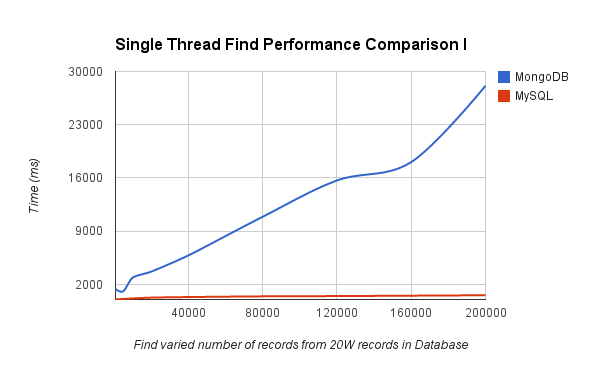 Single Thread Find Performance Comparison I
30000
23000
16000
9000
2000
Time (ms)
MongoDB
MySQL
40000 80000 120000 160000 200000
Find varied number of records from 20W records in Database